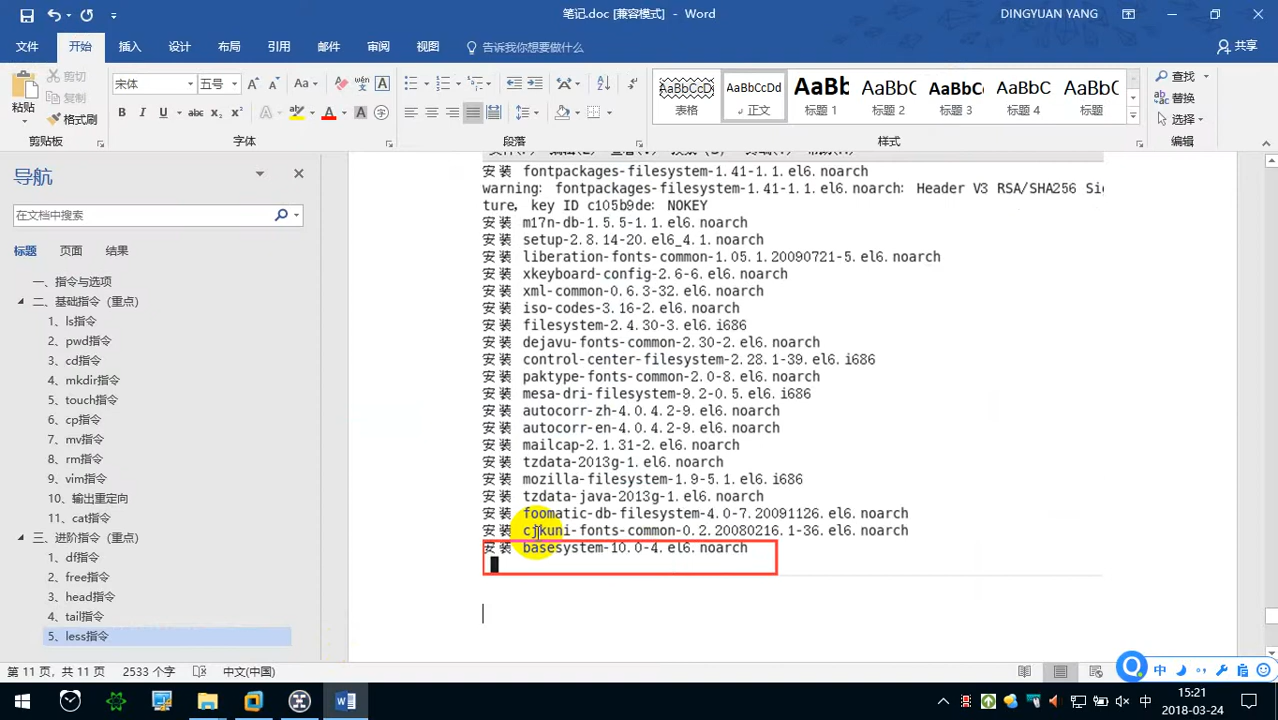 笔记.doc [兼容模式] - Word
DINGYUAN YANG
文件
开始
插入
设计
布局
引用
邮件
审阅
视图
告诉我你想要做什么
共享
粘贴
剪切
复制
格式刷
剪贴板
宋体
五号
字体
段落
AaBbC
表格
AaBbCcDd
正文
AaBb
标题 1
AaBbC
标题 2
AaBbC
标题 3
AaBbC
标题 4
AaBbC
标题
样式
查找
替换
选择
编辑
导航
在文档中搜索
标题
页面
结果
一、指令与选项
二、基础指令（重点）
1、ls指令
2、pwd指令
3、cd指令
4、mkdir指令
5、touch指令
6、cp指令
7、mv指令
8、rm指令
9、vim指令
10、输出重定向
11、cat指令
三、进阶指令（重点）
1、df指令
2、free指令
3、head指令
4、tail指令
5、less指令
安装 fontpackages-filesystem-1.41-1.1.el6.noarch
warning: fontpackages-filesystem-1.41-1.1.el6.noarch: Header V3 RSA/SHA256 Sig
ture, key ID c105b9de: NOKEY
安装 m17n-db-1.5.5-1.1.el6.noarch
安装 setup-2.8.14-20.el6_4.1.noarch
安装 liberation-fonts-common-1.05.1.20090721-5.el6.noarch
安装 xkeyboard-config-2.6-6.el6.noarch
安装 xml-common-0.6.3-32.el6.noarch
安装 iso-codes-3.16-2.el6.noarch
安装 filesystem-2.4.30-3.el6.i686
安装 dejavu-fonts-common-2.30-2.el6.noarch
安装 control-center-filesystem-2.28.1-39.el6.i686
安装 paktype-fonts-common-2.0-8.el6.noarch
安装 mesa-dri-filesystem-9.2-0.5.el6.i686
安装 autocorr-zh-4.0.4.2-9.el6.noarch
安装 autocorr-en-4.0.4.2-9.el6.noarch
安装 mailcap-2.1.31-2.el6.noarch
安装 tzdata-2013g-1.el6.noarch
安装 mozilla-filesystem-1.9-5.1.el6.i686
安装 tzdata-java-2013g-1.el6.noarch
安装 foomatic-db-filesystem-4.0-7.20091126.el6.noarch
安装 cjkuni-fonts-common-0.2.20080216.1-36.el6.noarch
安装 basesystem-10.0-4.el6.noarch
第 11 页，共 11 页
2533 个字
中文(中国)
中
中
15:21
2018-03-24